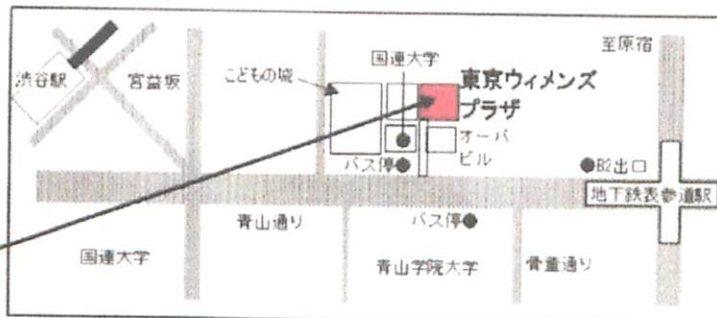 至原宿
国連大学
渋谷駅
宮益坂
こどもの城
東京ウィメンズ
プラザ
オーバ
ビル
バス停
B2出口
地下鉄表参道駅
青山通り
バス停
国連大学
青山学院大学
骨董通り